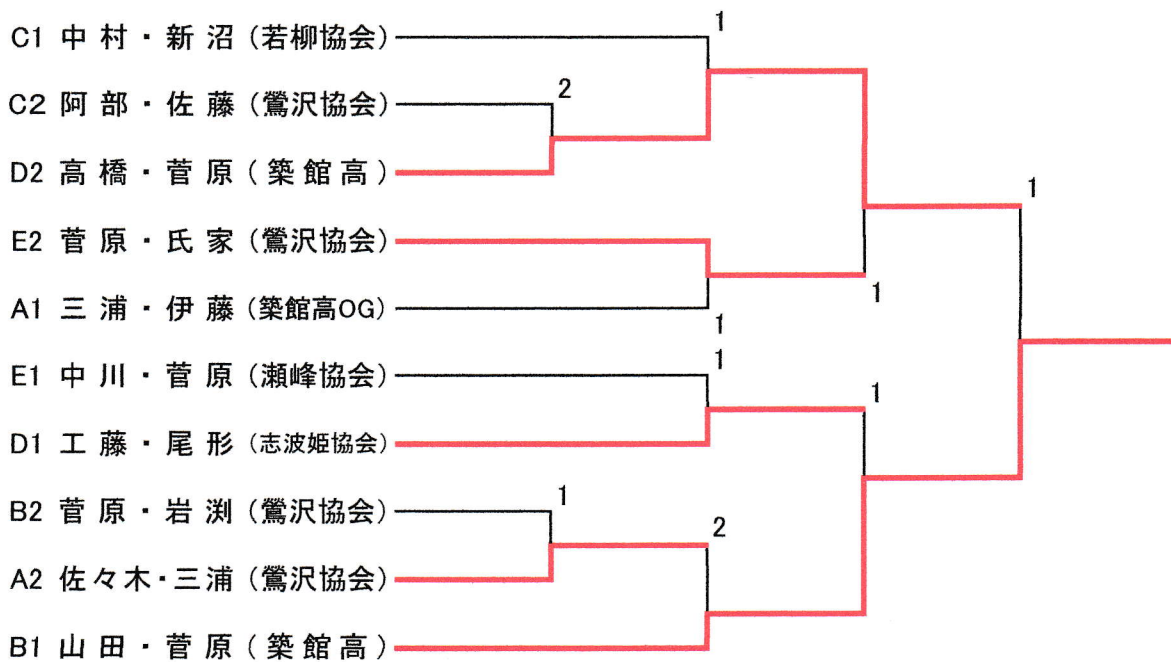 C1 中村・新沼 (若柳協会) 1
C2 阿部・佐藤 (鶯沢協会) 2
D2 高橋・菅原 (築館高) 1
E2 菅原・氏家 (鶯沢協会) 1
A1 三浦・伊藤 (築館高OG) 1
E1 中川・菅原 (瀬峰協会) 1 1
D1 工藤・尾形 (志波姫協会)
B2 菅原・岩渕 (鶯沢協会) 1 2
A2 佐々木・三浦 (鶯沢協会)
B1 山田・菅原 (築館高)